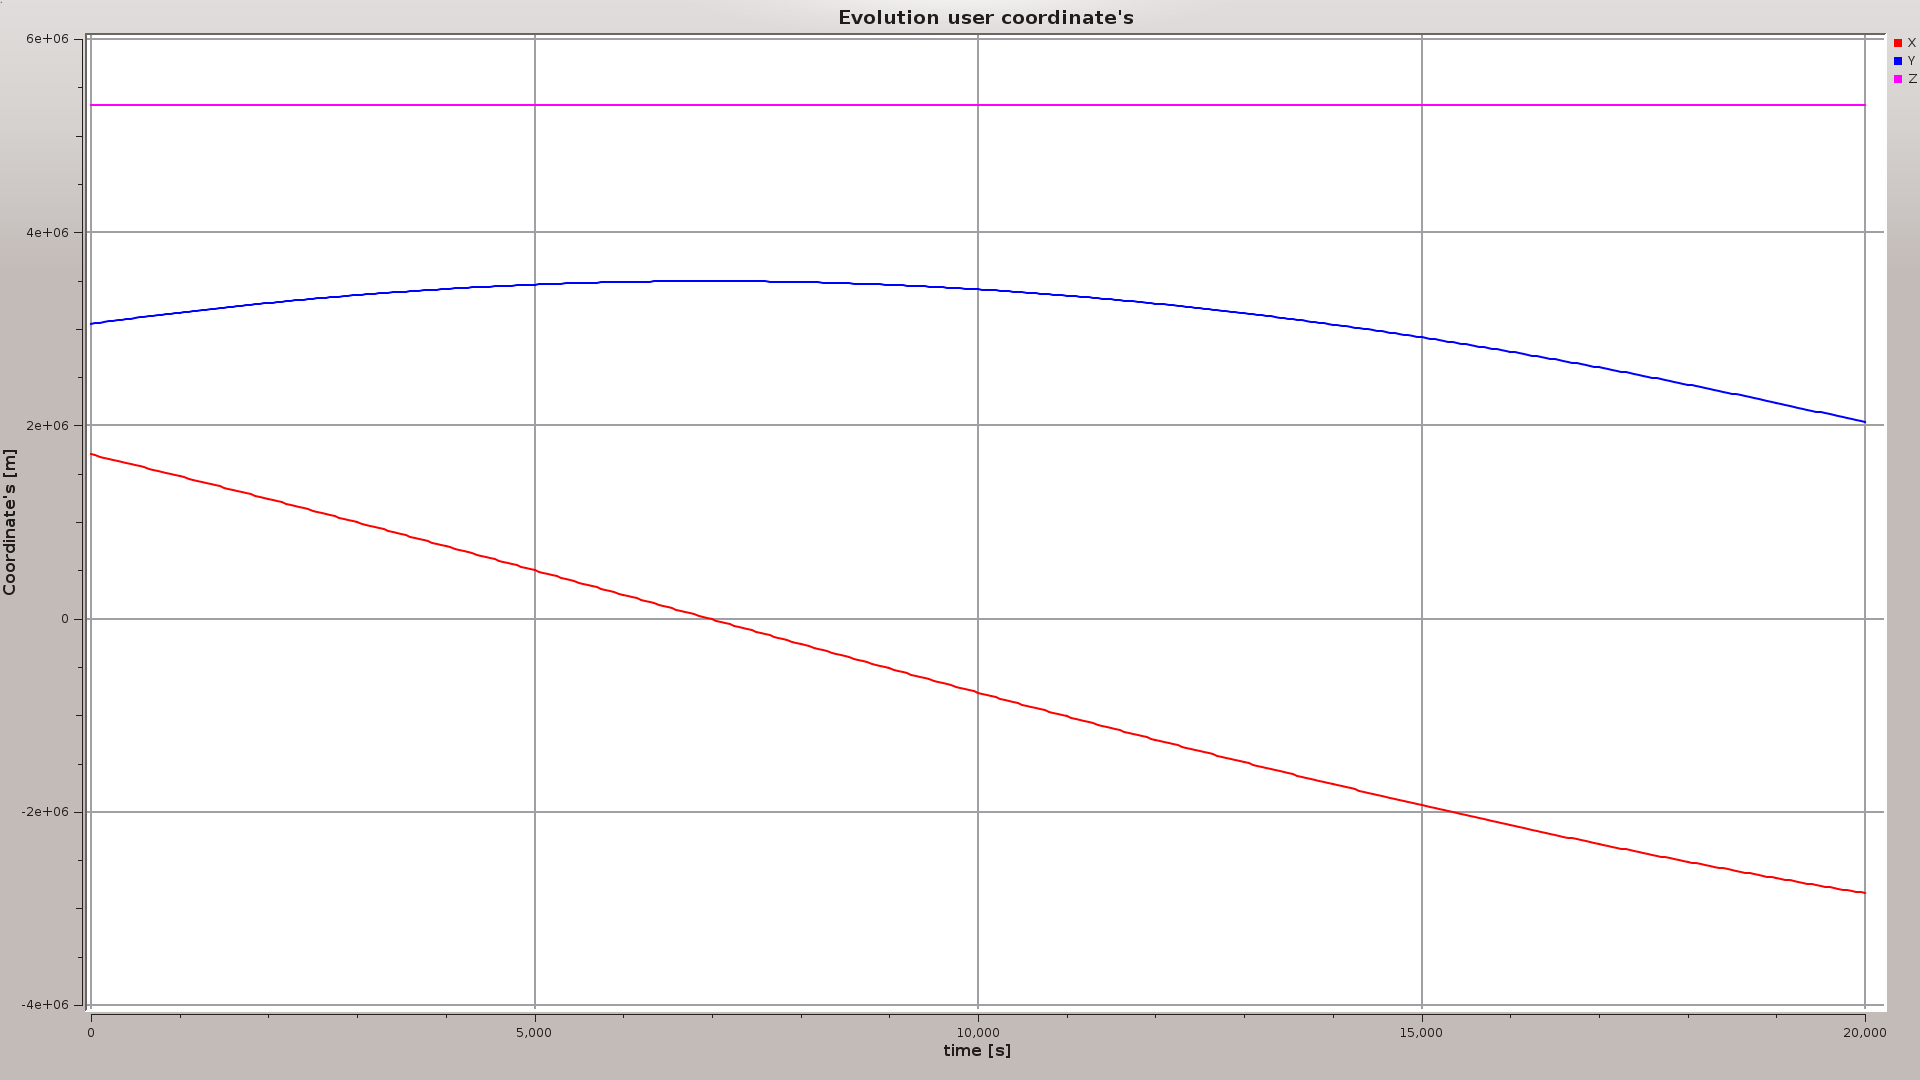 Evolution user coordinate's
X
Y
Z
6e+06
4e+06
2e+06
0
-2e+06
-4e+06
Coordinate's [m]
0
5,000
10,000
15,000
20,000
time [s]